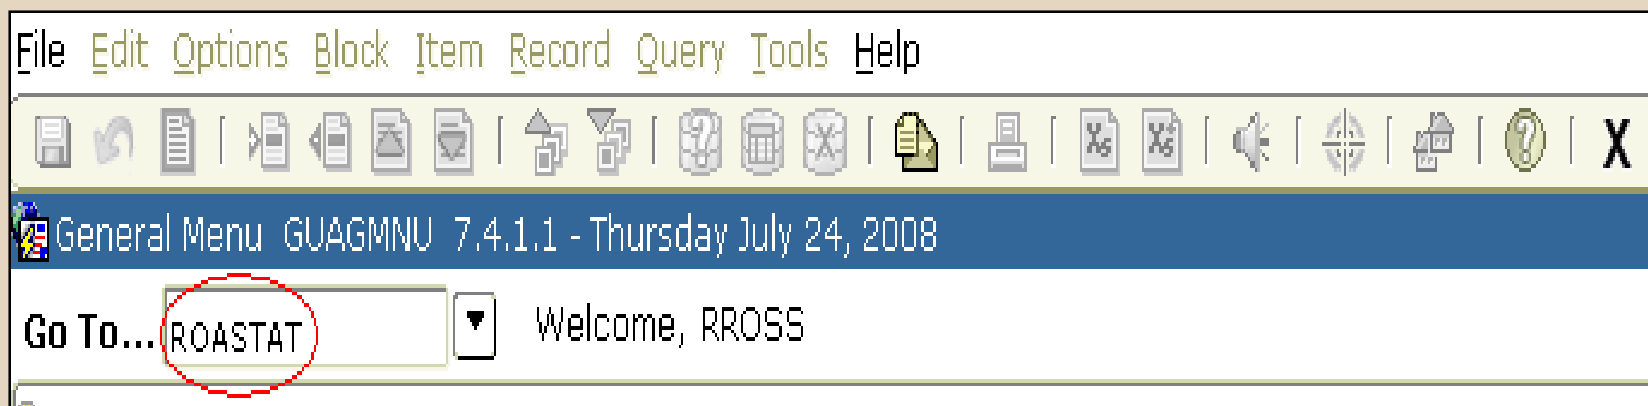 File Edit Options Block Item Record Query Tools Help
General Menu GUAGMNU 7.4.1.1 - Thursday July 24, 2008
Go To... ROASTAT Welcome, RROSS